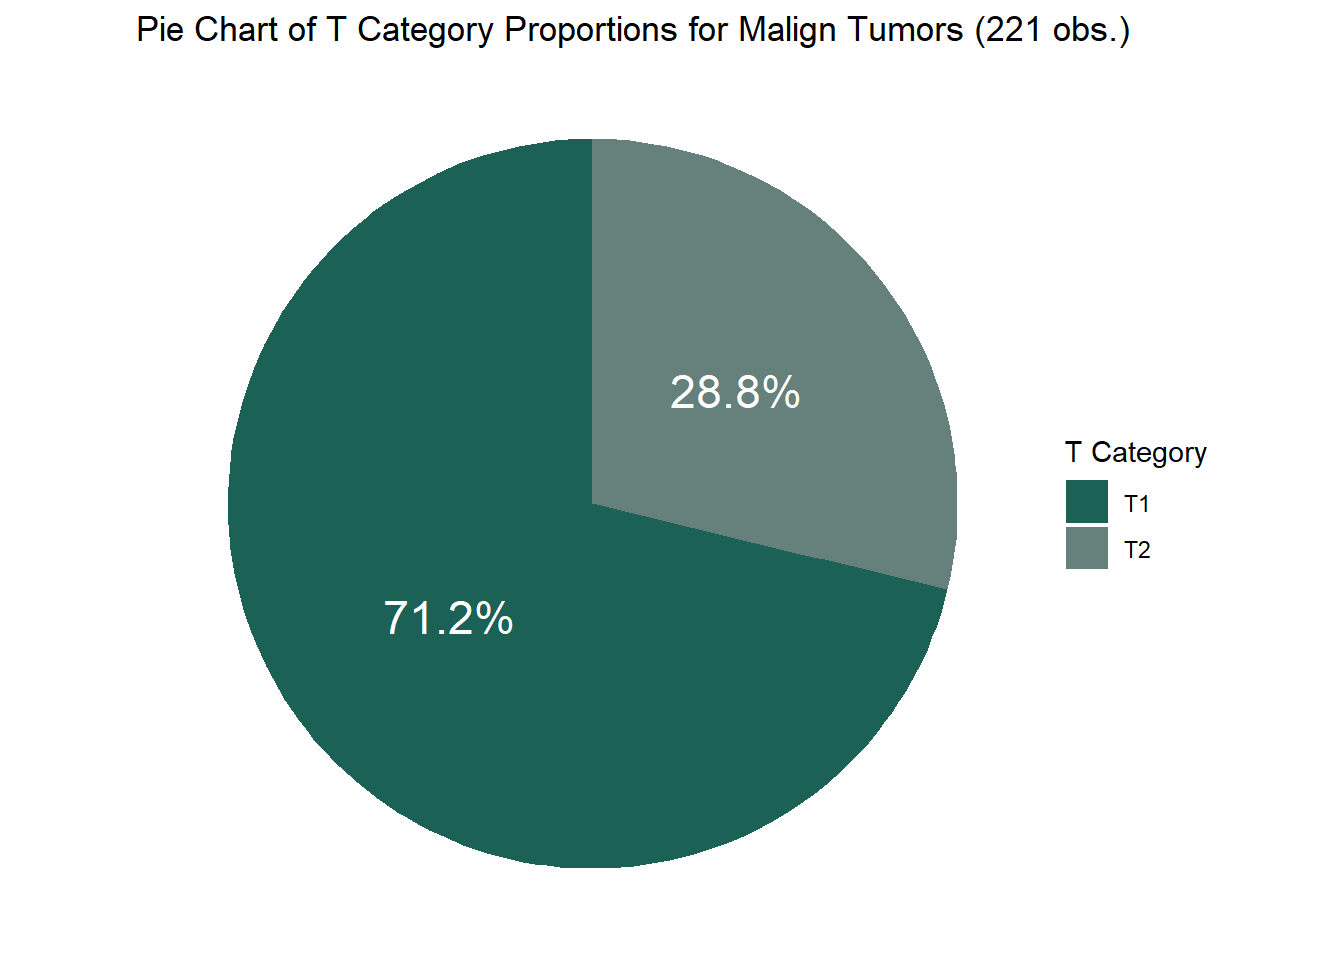 Pie Chart of T Category Proportions for Malign Tumors (221 obs.)
28.8%
71.2%
T Category
T1
T2